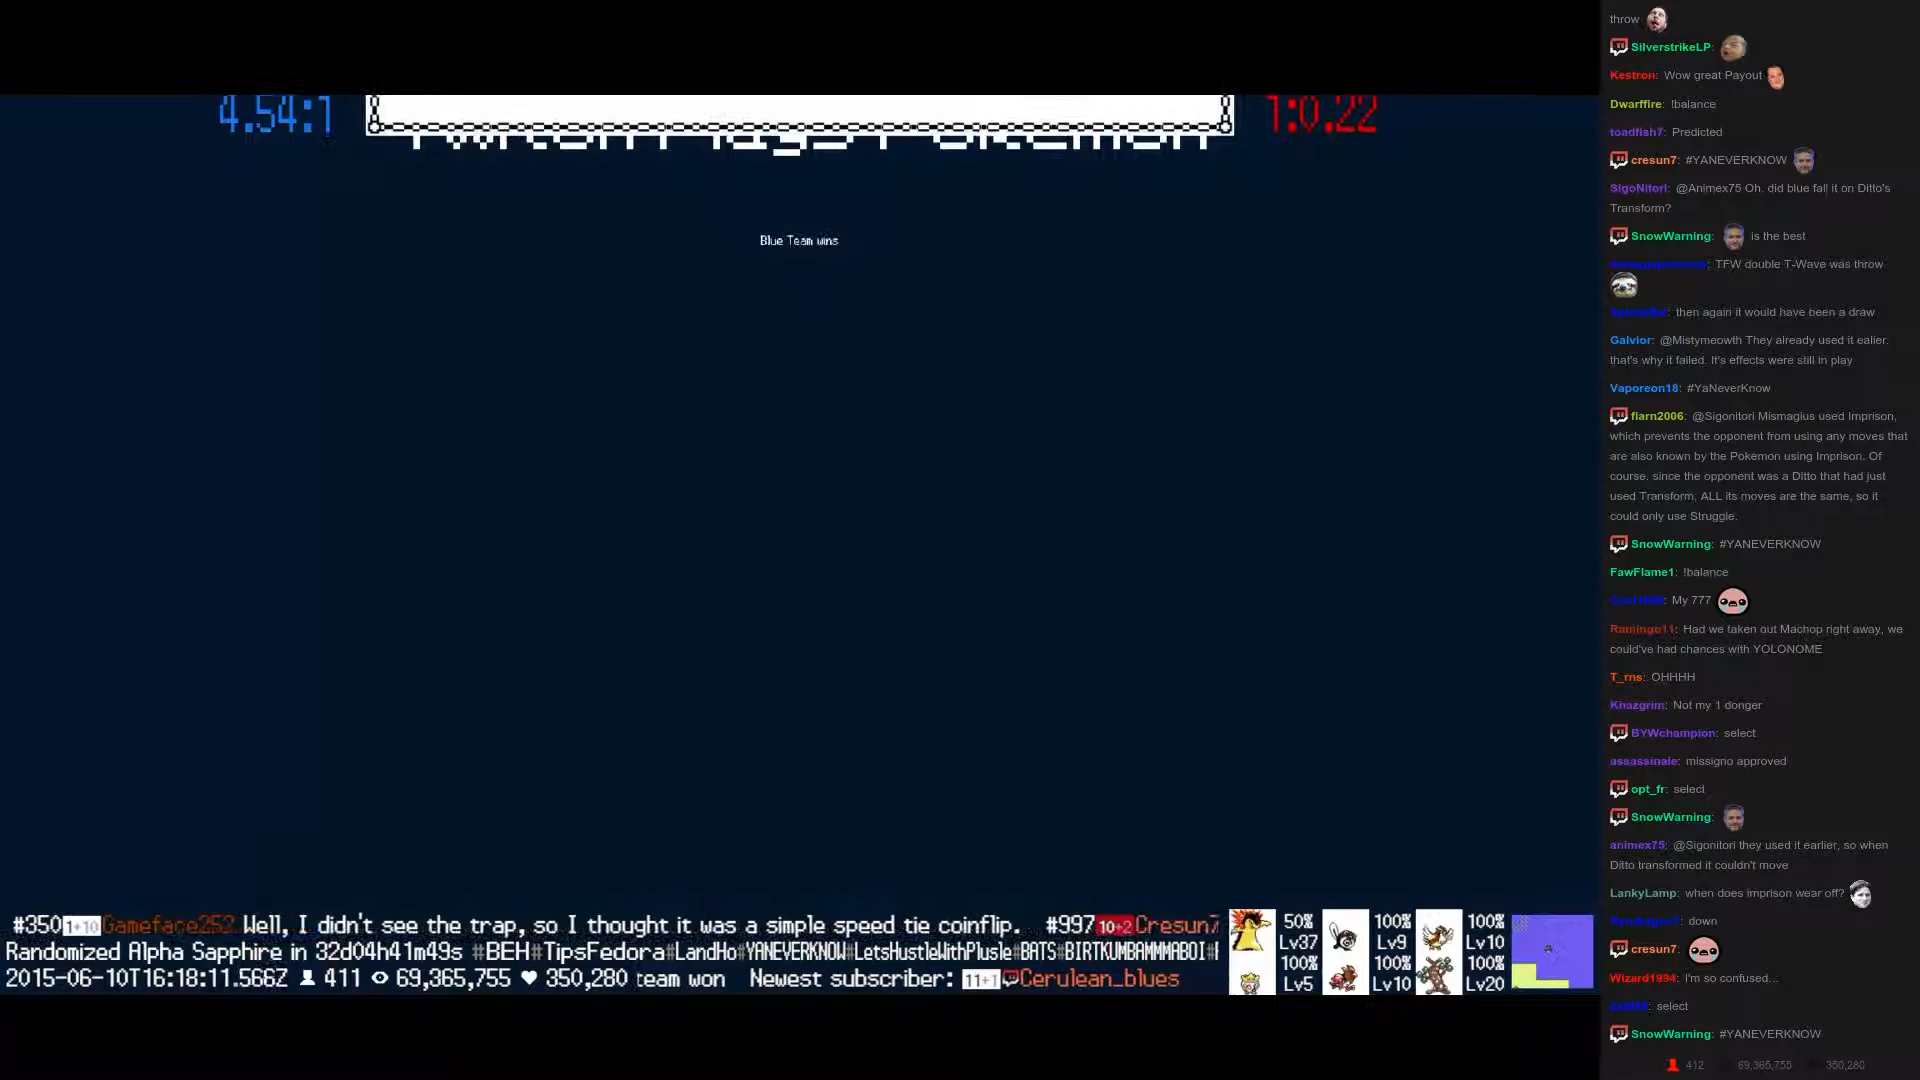 4.54:1
1:0.22
Blue Team wins
#350 1+10 Gameface252 Well, I didn't see the trap, so I thought it was a simple speed tie coinflip. #997 10+2 Cresun7
Randomized Alpha Sapphire in 32d04h41m49s #BEH#TipsFedora#LandHo#YANEVERKNOW#LetsHustleWithPlusle#BATS#BIRTKUMBAMMMABOI#
2015-06-10T16:18:11.566Z 411 69,365,755 350,280 team won Newest subscriber: 11+1 Cerulean_blues
50%
Lv37
100%
Lv5
100%
Lv9
100%
Lv10
100%
Lv10
100%
Lv20
throw
SilverstrikeLP:
Kestron: Wow great Payout
Dwarffire: !balance
toadfish7: Predicted
cresun7: #YANEVERKNOW
SigoNitori: @Animex75 Oh. did blue fail it on Ditto's
Transform?
SnowWarning: is the best
TFW double T-Wave was throw
then again it would have been a draw
Galvior: @Mistymeowth They already used it ealier.
that's why it failed. It's effects were still in play
Vaporeon18: #YaNeverKnow
flarn2006: @Sigonitori Mismagius used Imprison,
which prevents the opponent from using any moves that
are also known by the Pokemon using Imprison. Of
course. since the opponent was a Ditto that had just
used Transform, ALL its moves are the same, so it
could only use Struggle.
SnowWarning: #YANEVERKNOW
FawFlame1: !balance
My 777
Ramingo11: Had we taken out Machop right away, we
could've had chances with YOLONOME
T_rns: OHHHH
Khazgrim: Not my 1 donger
BYWchampion: select
assassinale: missigno approved
opt_fr: select
SnowWarning:
animex75: @Sigonitori they used it earlier, so when
Ditto transformed it couldn't move
LankyLamp: when does imprison wear off?
down
cresun7:
Wizard1994: I'm so confused...
select
SnowWarning: #YANEVERKNOW
412 69,365,755 350,280